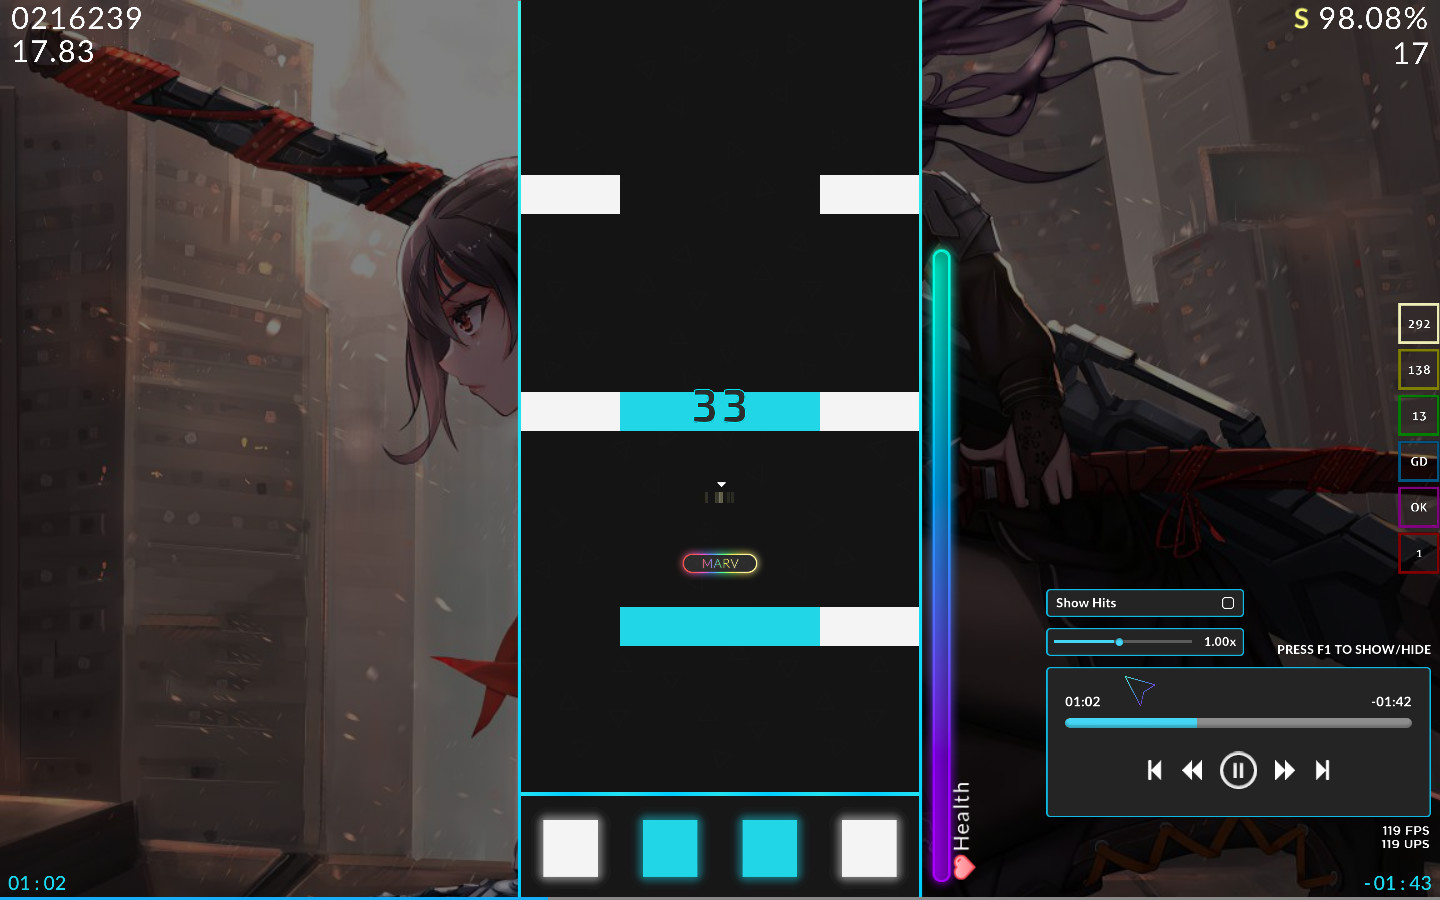 0216239
17.83
S 98.08%
17
33
MARV
292
138
13
GD
OK
1
Show Hits
1.00x
PRESS F1 TO SHOW/HIDE
01:02
-01:42
Health
119 FPS
119 UPS
01:02
-01:43